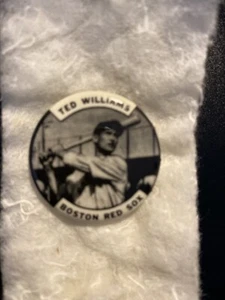 TED WILLIAMS
BOSTON RED SOX